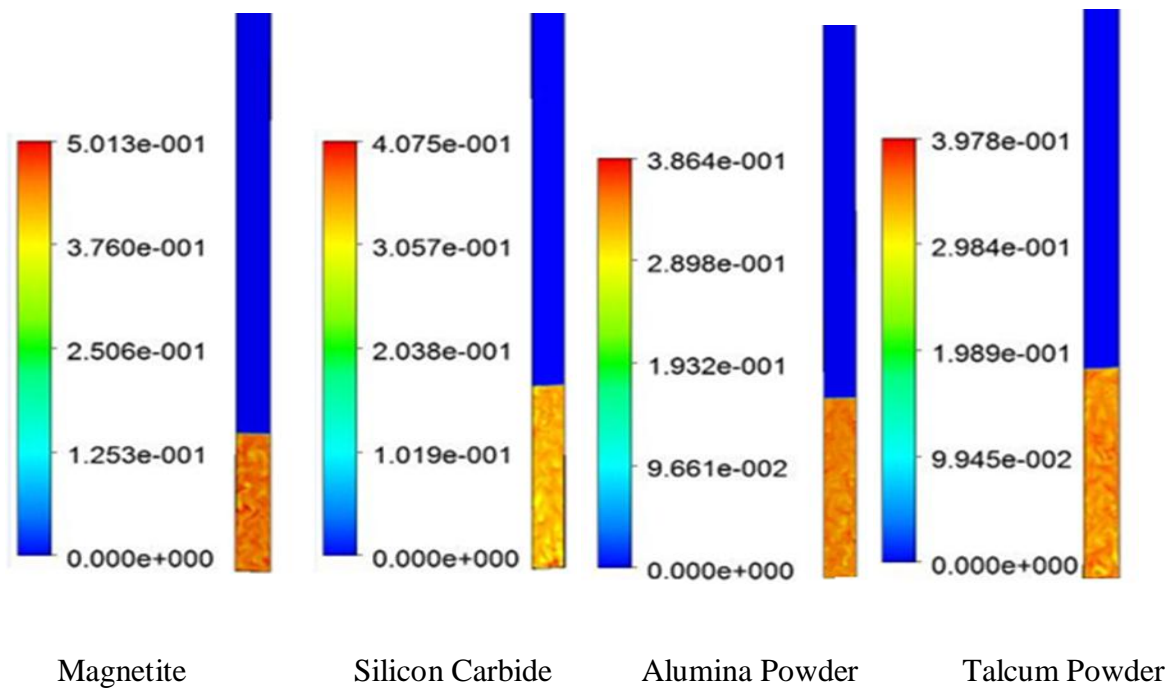 5.013e-001
3.760e-001
2.506e-001
1.253e-001
0.000e+000
4.075e-001
3.057e-001
2.038e-001
1.019e-001
0.000e+000
3.864e-001
2.898e-001
1.932e-001
9.661e-002
0.000e+000
3.978e-001
2.984e-001
1.989e-001
9.945e-002
0.000e+000
Magnetite
Silicon Carbide
Alumina Powder
Talcum Powder